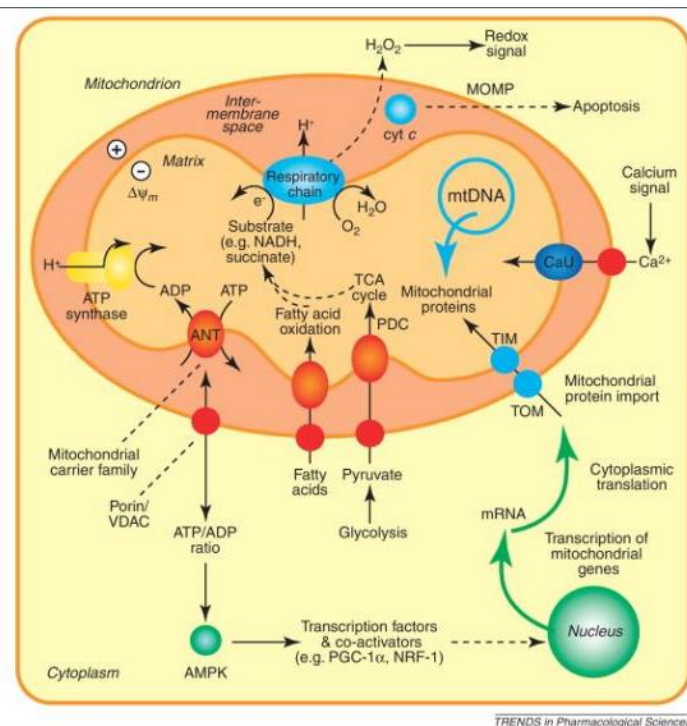 H₂O₂
Redox
signal
Mitochondrion
Inter-
membrane
space
MOMP
Apoptosis
H⁺
cyt c
+
Matrix
−
Δψm
Respiratory
chain
mtDNA
Calcium
signal
e⁻
H₂O
O₂
Substrate
(e.g. NADH,
succinate)
H⁺
CaU
Ca²⁺
ATP
synthase
ADP
ATP
TCA
cycle
Mitochondrial
proteins
Fatty acid
oxidation
PDC
ANT
TIM
TOM
Mitochondrial
protein import
Mitochondrial
carrier family
Fatty
acids
Pyruvate
Cytoplasmic
translation
Porin/
VDAC
Glycolysis
mRNA
ATP/ADP
ratio
Transcription of
mitochondrial
genes
Transcription factors
& co-activators
(e.g. PGC-1α, NRF-1)
Nucleus
Cytoplasm
AMPK
TRENDS in Pharmacological Sciences